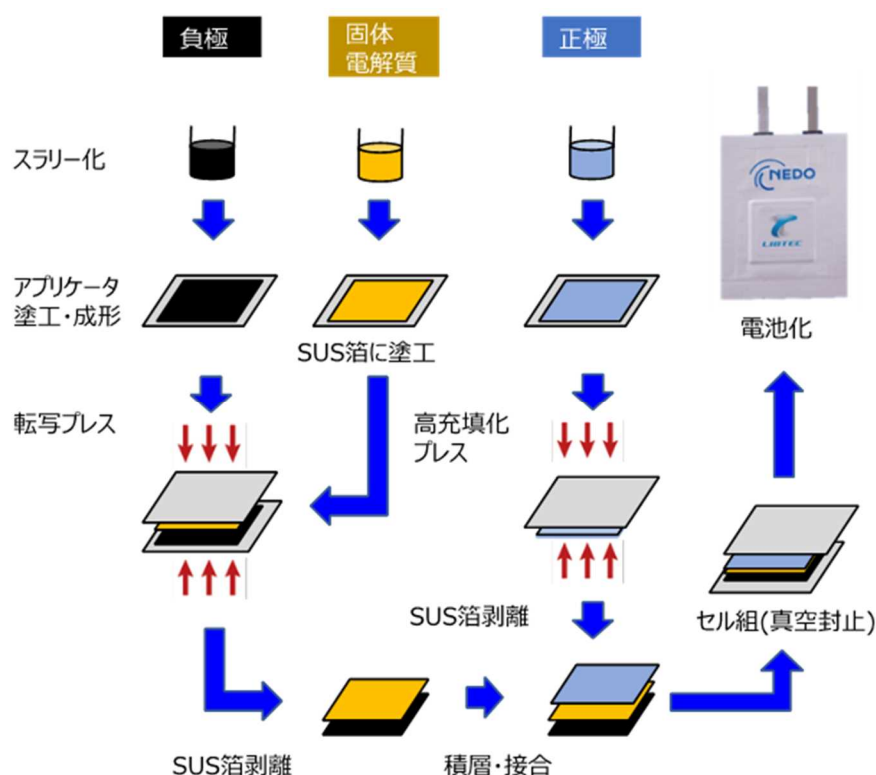 負極
固体
電解質
正極
スラリー化
NEDO
LIBTEC
アプリケータ
塗工・成形
電池化
SUS箔に塗工
転写プレス
高充填化
プレス
SUS箔剥離
セル組(真空封止)
SUS箔剥離
積層・接合